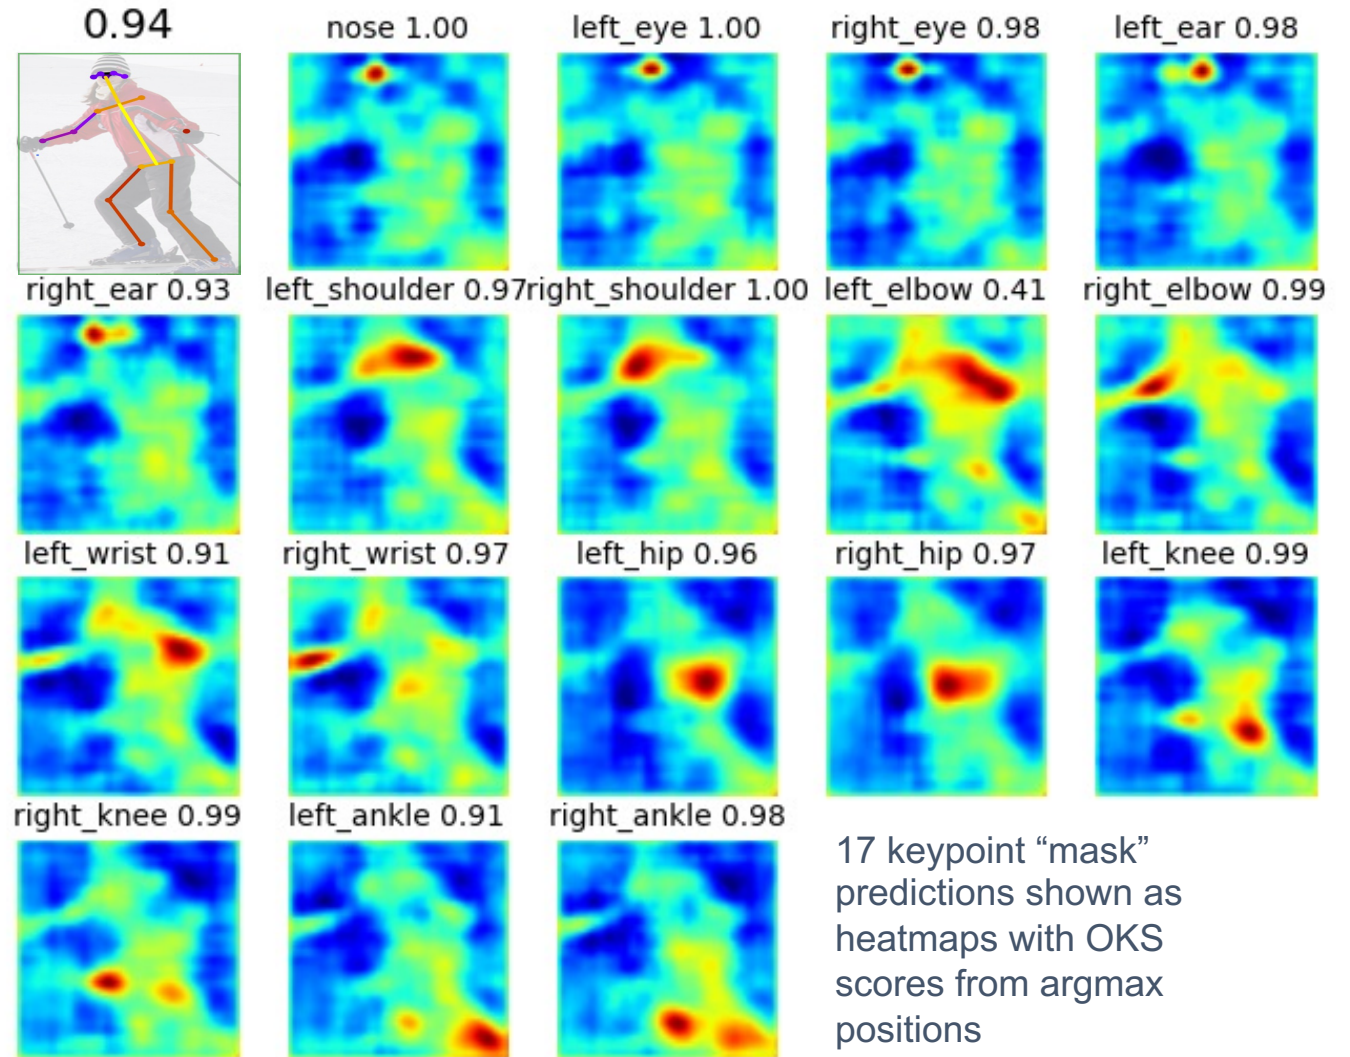 0.94
nose 1.00
left_eye 1.00
right_eye 0.98
left_ear 0.98
right_ear 0.93
left_shoulder 0.97
right_shoulder 1.00
left_elbow 0.41
right_elbow 0.99
left_wrist 0.91
right_wrist 0.97
left_hip 0.96
right_hip 0.97
left_knee 0.99
right_knee 0.99
left_ankle 0.91
right_ankle 0.98
17 keypoint “mask”
predictions shown as
heatmaps with OKS
scores from argmax
positions